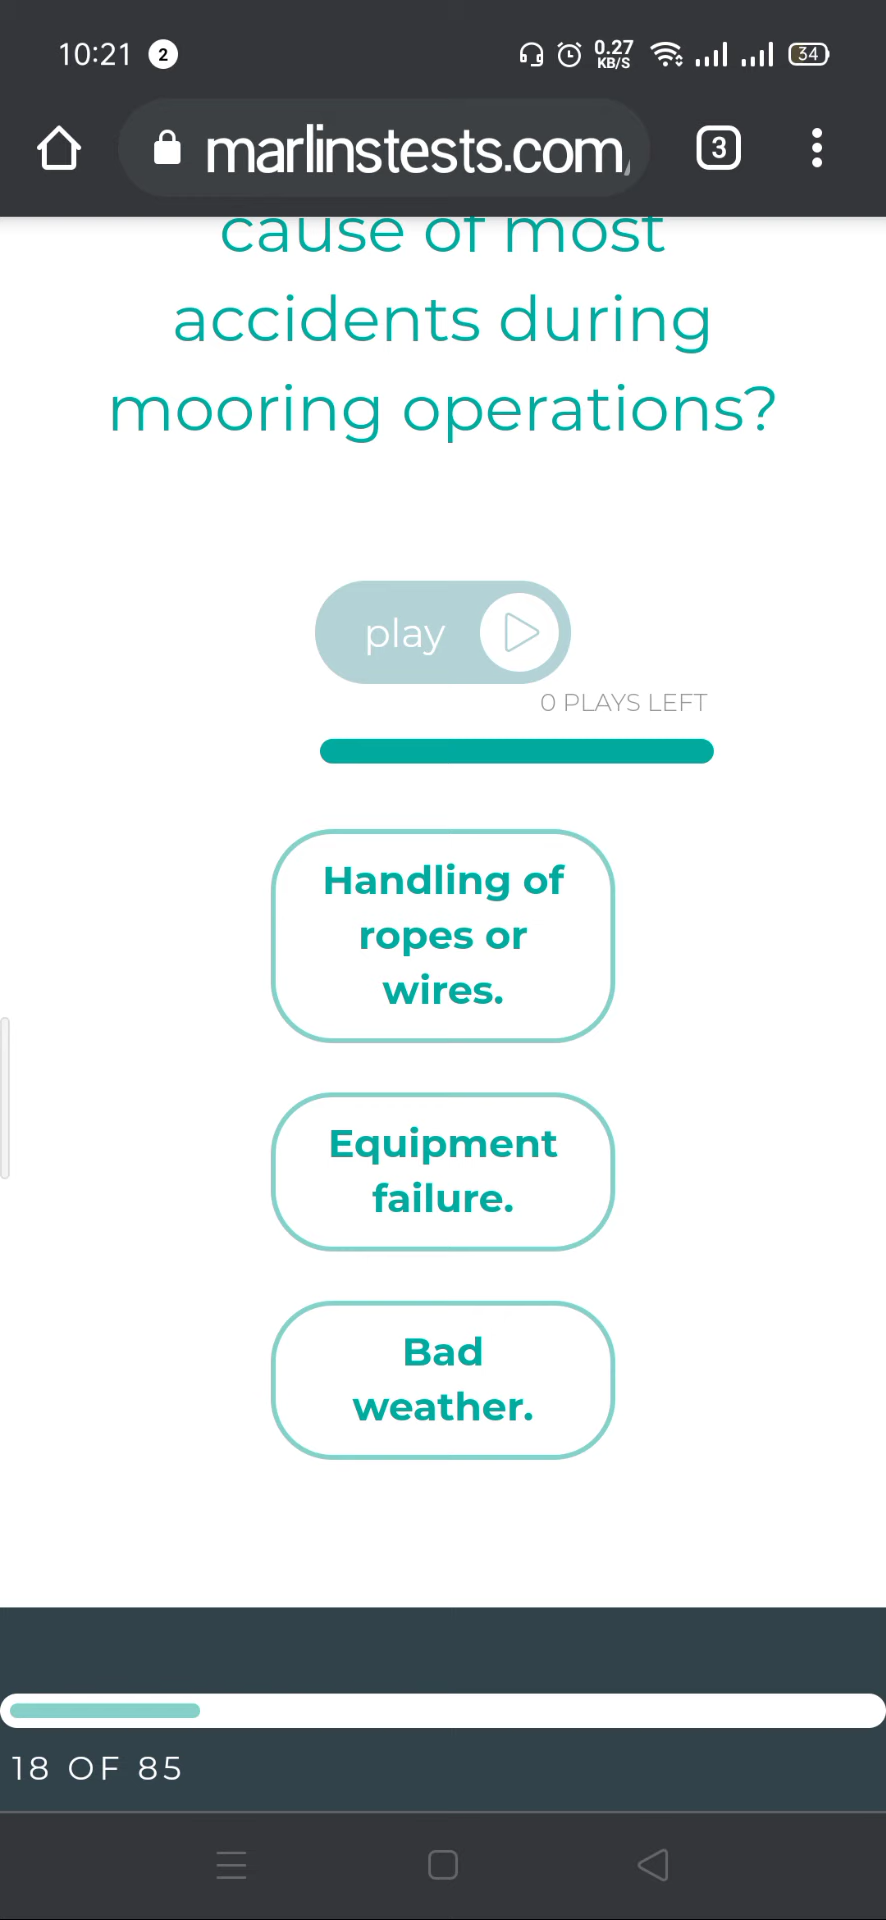 10:21 2 0.27 KB/S 34
marlinstests.com 3
cause of most
accidents during
mooring operations?
play
0 PLAYS LEFT
Handling of
ropes or
wires.
Equipment
failure.
Bad
weather.
18 OF 85